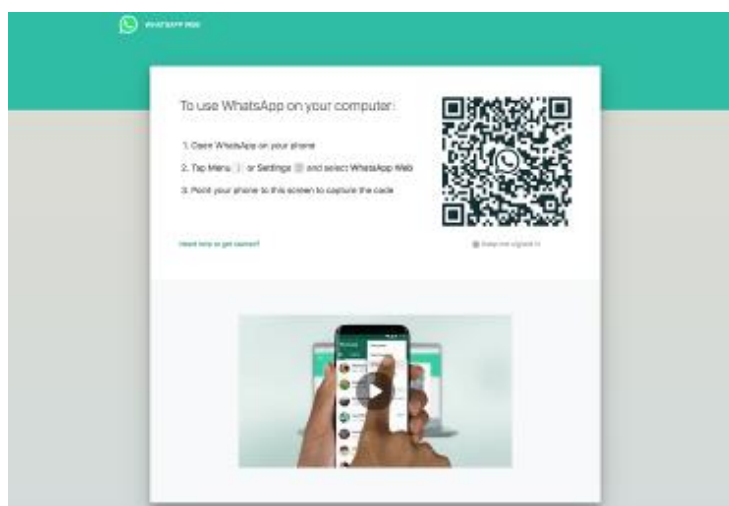 WHATSAPP WEB
To use WhatsApp on your computer:
1. Open WhatsApp on your phone
2. Tap Menu or Settings and select WhatsApp Web
3. Point your phone to this screen to capture the code
Need help to get started?
Keep me signed in